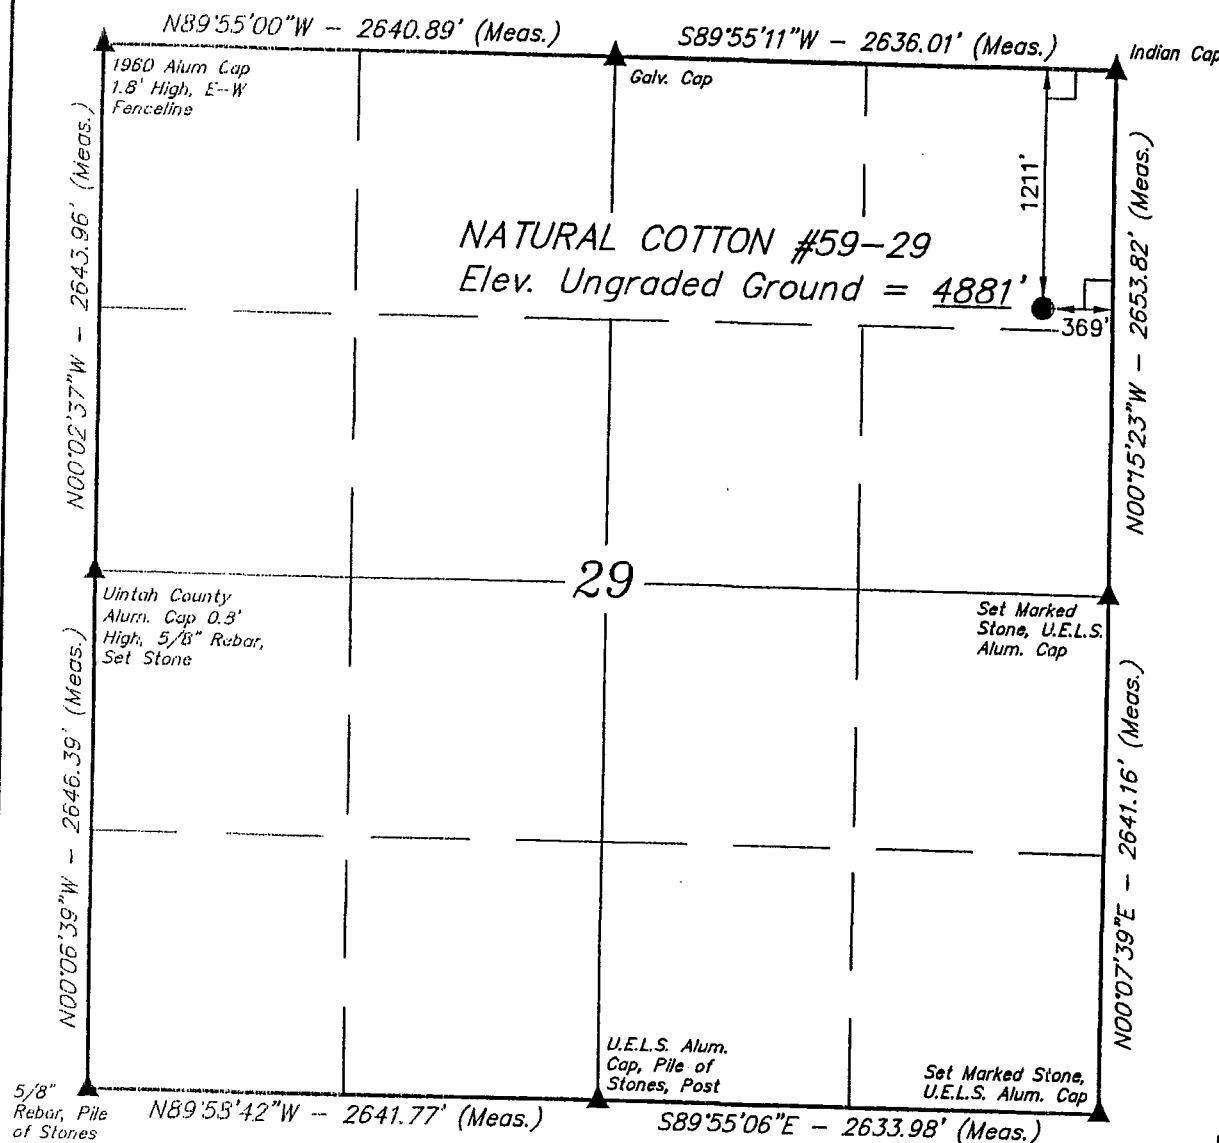 N89°55'00"W - 2640.89' (Meas.)
S89°55'11"W - 2636.01' (Meas.)
Indian Cap
1960 Alum Cap
1.8' High, E-W
Fenceline
Galv. Cap
1211'
N00°02'37"W - 2643.96' (Meas.)
N00°15'23"W - 2653.82' (Meas.)
NATURAL COTTON #59-29
Elev. Ungraded Ground = 4881'
369'
29
Uintah County
Alum. Cap 0.8'
High, 5/8" Rebar,
Set Stone
Set Marked
Stone, U.E.L.S.
Alum. Cap
N00°06'39"W - 2646.39' (Meas.)
N00°07'39"E - 2641.16' (Meas.)
U.E.L.S. Alum.
Cap, Pile of
Stones, Post
Set Marked Stone,
U.E.L.S. Alum. Cap
5/8"
Rebar, Pile
of Stones
N89°58'42"W - 2641.77' (Meas.)
S89°55'06"E - 2633.98' (Meas.)